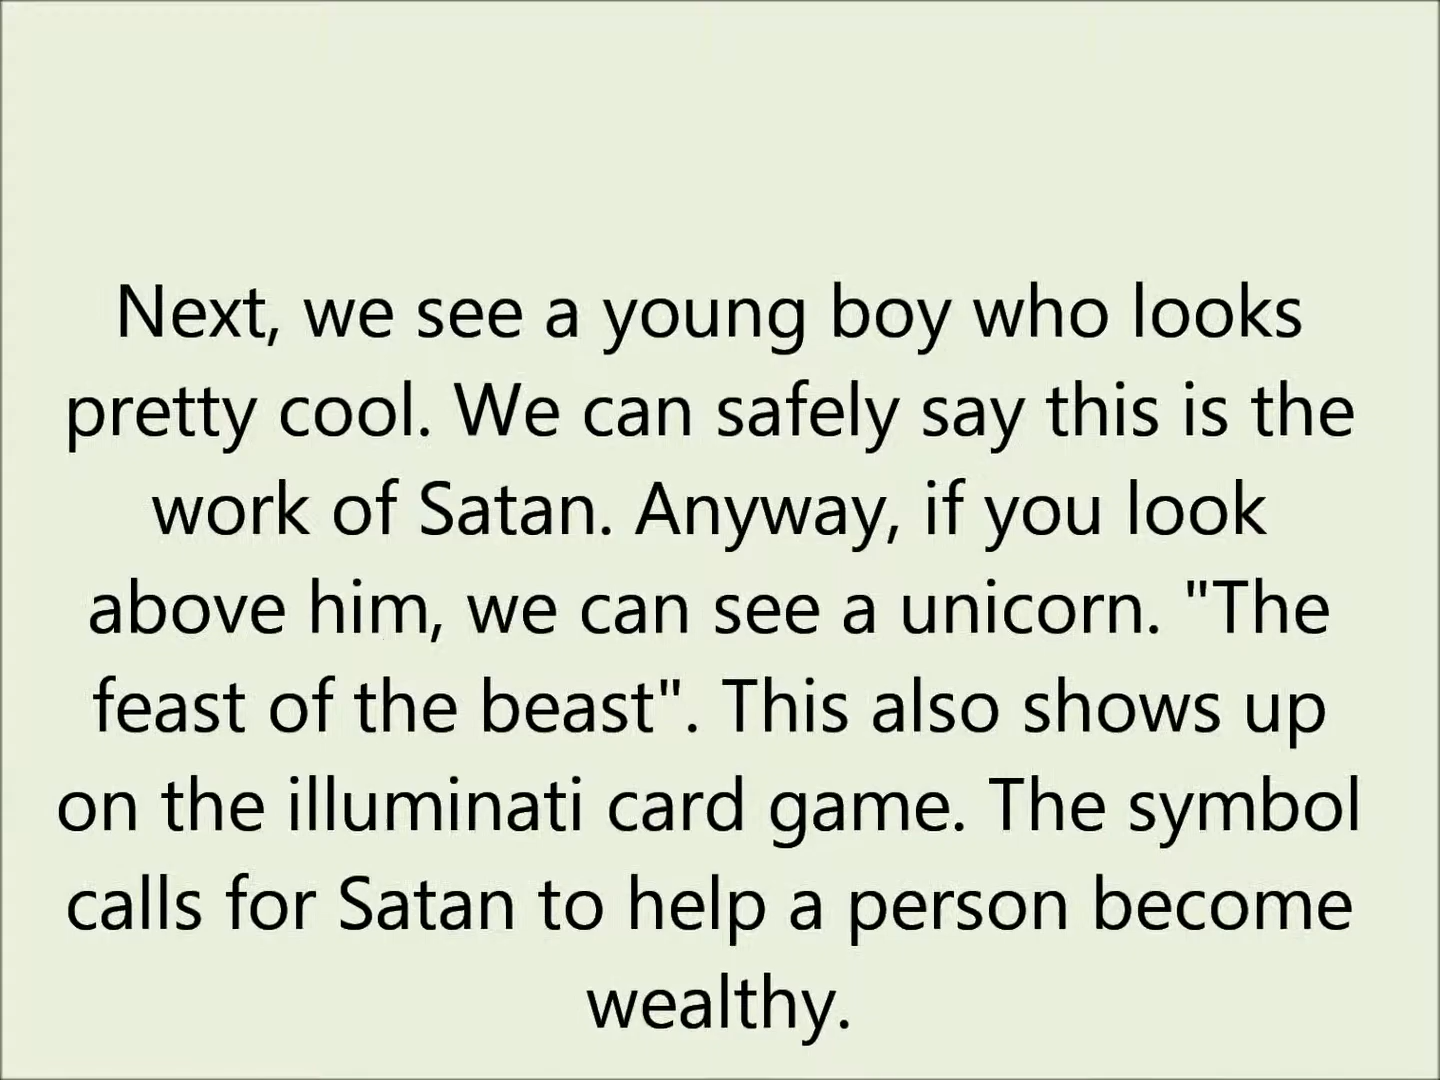 Next, we see a young boy who looks
pretty cool. We can safely say this is the
work of Satan. Anyway, if you look
above him, we can see a unicorn. "The
feast of the beast". This also shows up
on the illuminati card game. The symbol
calls for Satan to help a person become
wealthy.